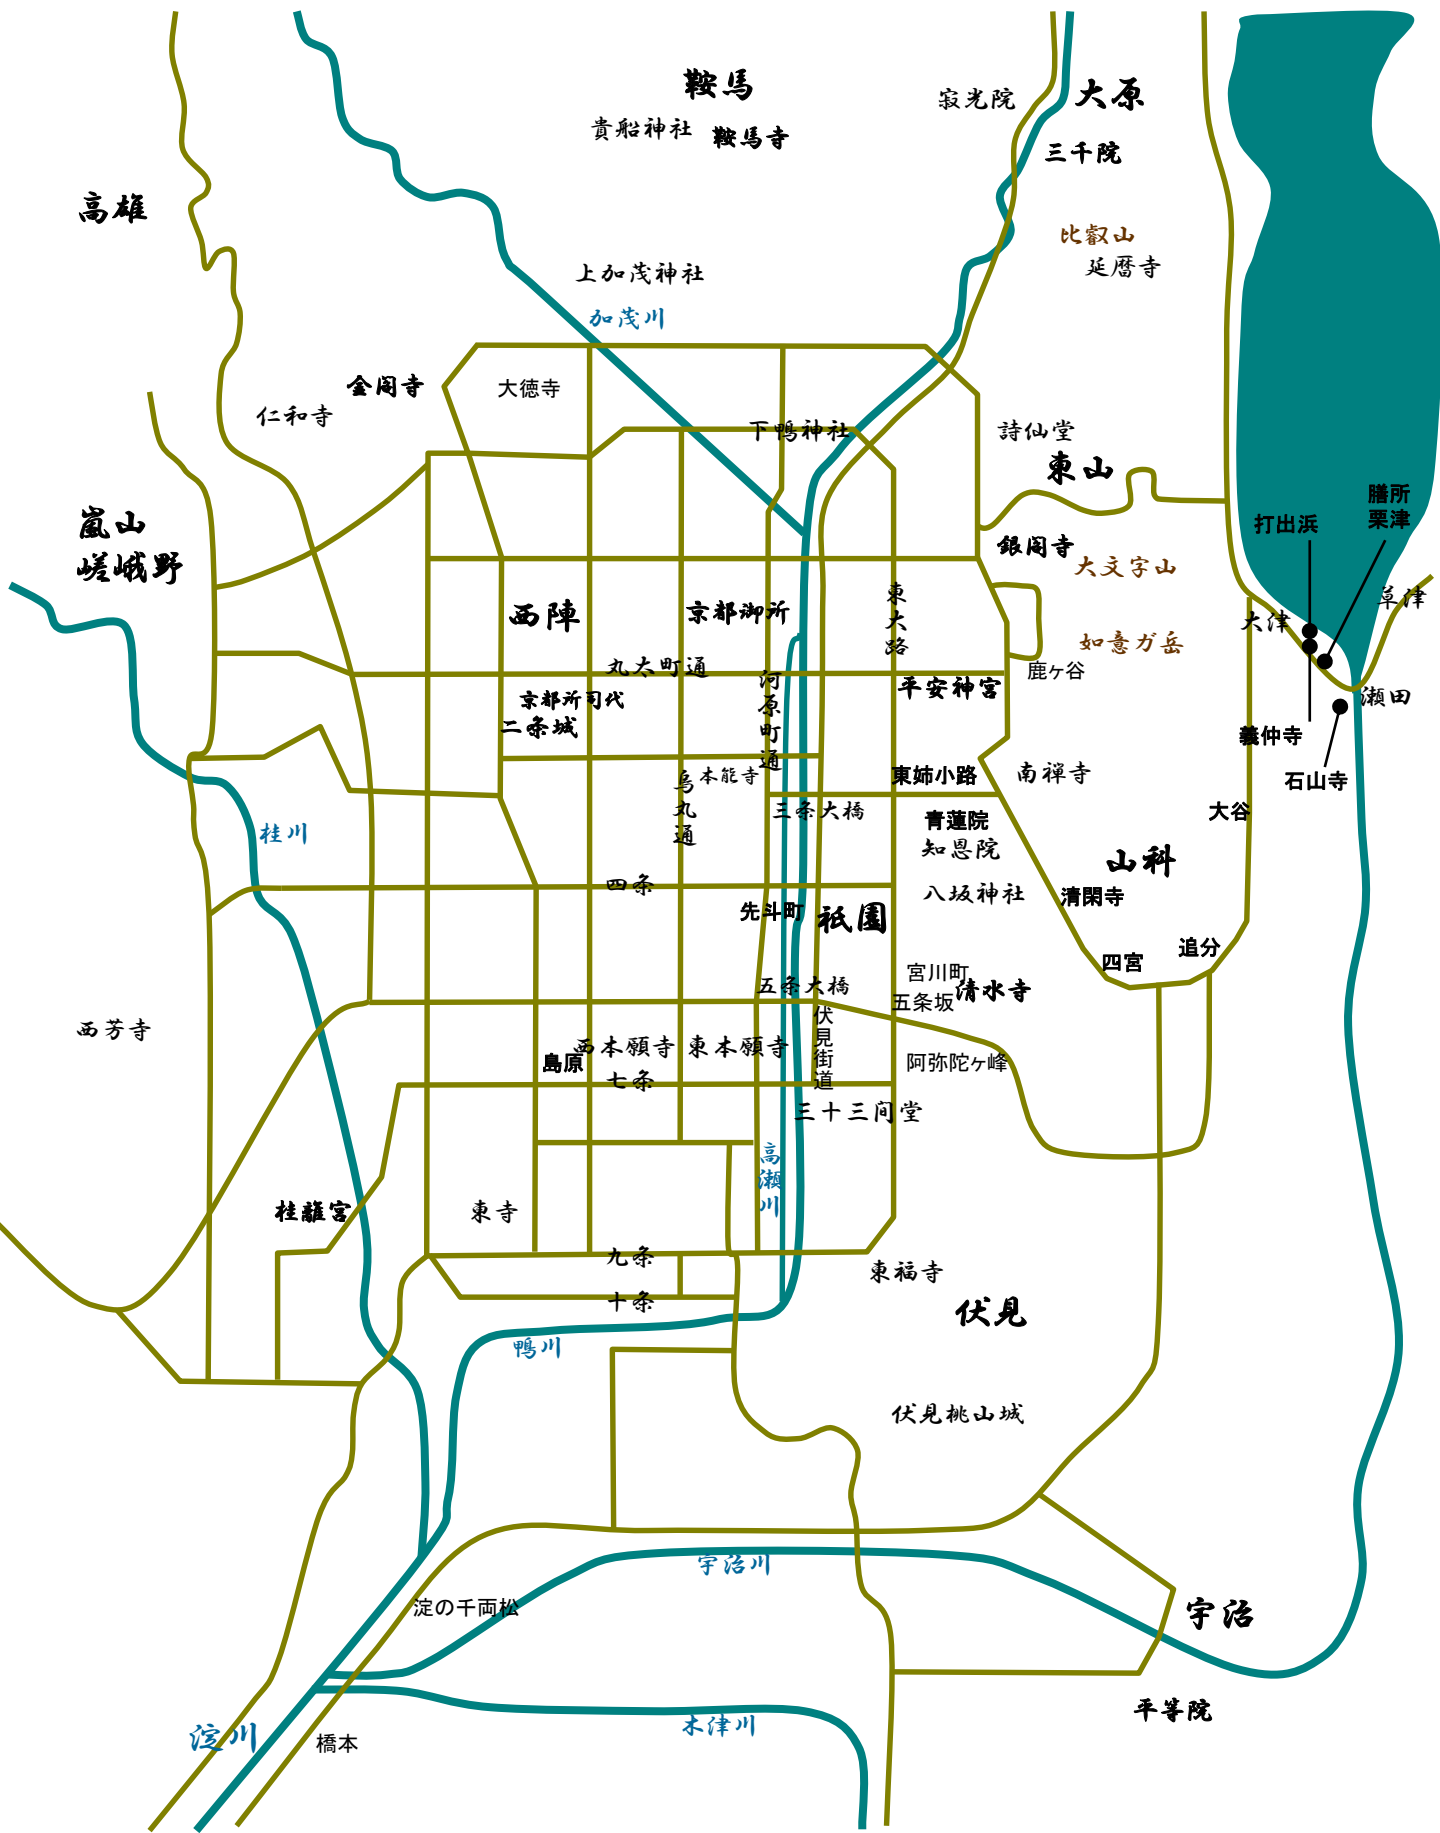 鞍馬
貴船神社
鞍馬寺
寂光院
大原
三千院
高雄
比叡山
延暦寺
上加茂神社
加茂川
金閣寺
大徳寺
仁和寺
下鴨神社
詩仙堂
東山
膳所
栗津
打出浜
嵐山
嵯峨野
銀閣寺
大文字山
草津
大津
西陣
京都御所
東大路
如意ガ岳
鹿ヶ谷
丸太町通
河原町通
平安神宮
瀬田
京都所司代
二条城
義仲寺
石山寺
烏丸通
本能寺
東姉小路
南禅寺
三条大橋
青蓮院
知恩院
大谷
桂川
山科
四条
八坂神社
清閑寺
先斗町
祇園
追分
四宮
宮川町
清水寺
五条大橋
五条坂
伏見街道
西芳寺
西本願寺
東本願寺
島原
阿弥陀ヶ峰
七条
三十三间堂
高瀬川
桂離宮
東寺
九条
東福寺
十条
伏見
鴨川
伏見桃山城
宇治川
淀の千両松
宇治
平等院
木津川
淀川
橋本